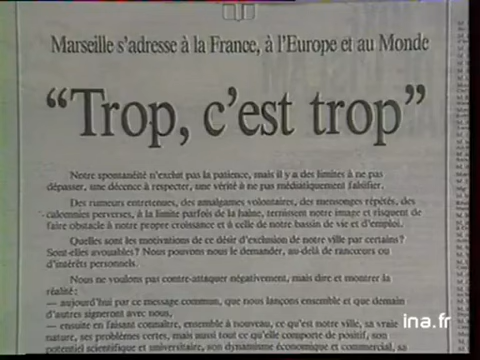 Marseille s'adresse à la France, à l'Europe et au Monde
“Trop, c'est trop”
Notre spontanéité n'exclut pas la patience, mais il y a des limites à ne pas
dépasser, une décence à respecter, une vérité à ne pas médiatiquement falsifier.
Des rumeurs entretenues, des amalgames volontaires, des mensonges répétés, des
calomnies perverses, à la limite parfois de la haine, ternissent notre image et risquent de
faire obstacle à notre propre croissance et à celle de notre bassin de vie et d'emploi.
Quelles sont les motivations de ce désir d'exclusion de notre ville par certains ?
Sont-elles avouables ? Nous pouvons nous le demander, au-delà de rancœurs ou
d'intérêts personnels.
Nous ne voulons pas contre-attaquer négativement, mais dire et montrer la
réalité :
— aujourd'hui par ce message commun, que nous lançons ensemble et que demain
d'autres signeront avec nous,
— ensuite en faisant connaître, ensemble à nouveau, ce qu'est notre ville, sa vraie
nature, ses problèmes certes, mais aussi tout ce qu'elle comporte de positif, son
potentiel scientifique et universitaire, son dynamisme économique et commercial, sa
ina.fr